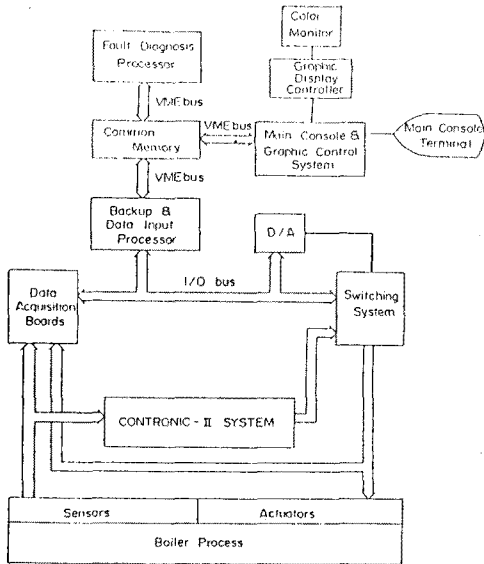 Color
Monitor
Fault Diagnosis
Processor
Graphic
Display
Controller
VMEbus
VMEbus
Common
Memory
Main Console &
Graphic Control
System
Main Console
Terminal
VMEbus
Backup &
Data Input
Processor
D/A
I/O bus
Data
Acquisition
Boards
Switching
System
CONTRONIC-II SYSTEM
Sensors
Actuators
Boiler Process